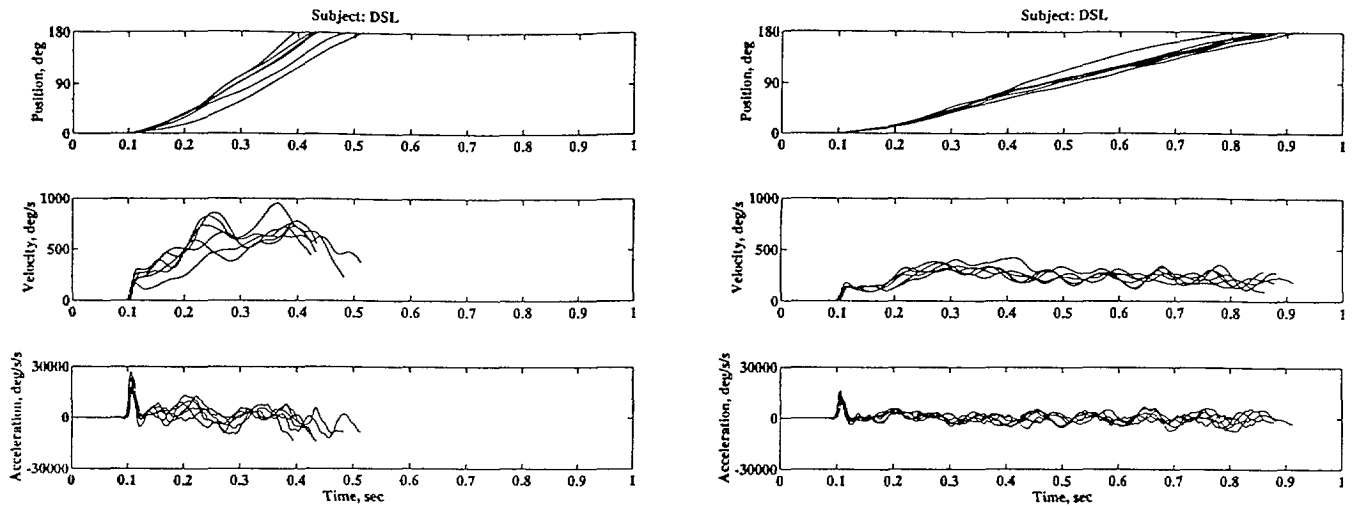 Subject: DSL
Position, deg
180
90
0
0 0.1 0.2 0.3 0.4 0.5 0.6 0.7 0.8 0.9 1
Velocity, deg/s
1000
500
0
0 0.1 0.2 0.3 0.4 0.5 0.6 0.7 0.8 0.9 1
Acceleration, deg/s/s
30000
0
-30000
0 0.1 0.2 0.3 0.4 0.5 0.6 0.7 0.8 0.9 1
Time, sec
Subject: DSL
Position, deg
180
90
0
0 0.1 0.2 0.3 0.4 0.5 0.6 0.7 0.8 0.9 1
Velocity, deg/s
1000
500
0
0 0.1 0.2 0.3 0.4 0.5 0.6 0.7 0.8 0.9 1
Acceleration, deg/s/s
30000
0
-30000
0 0.1 0.2 0.3 0.4 0.5 0.6 0.7 0.8 0.9 1
Time, sec